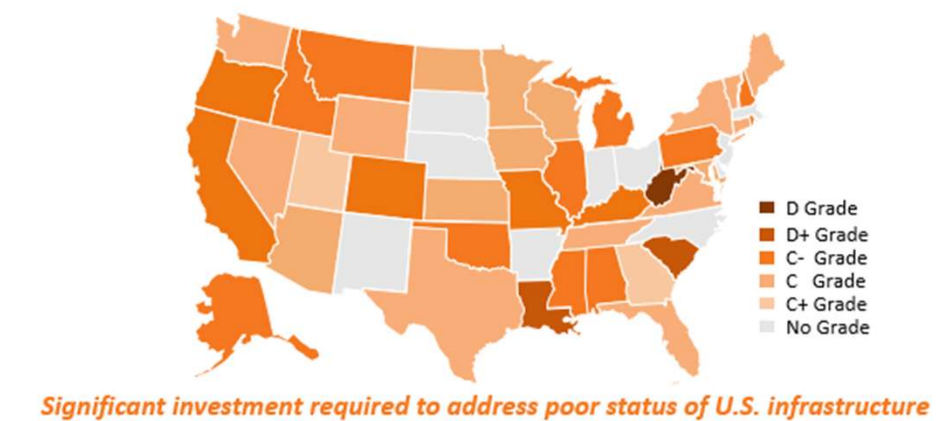 D Grade
D+ Grade
C- Grade
C Grade
C+ Grade
No Grade
Significant investment required to address poor status of U.S. infrastructure